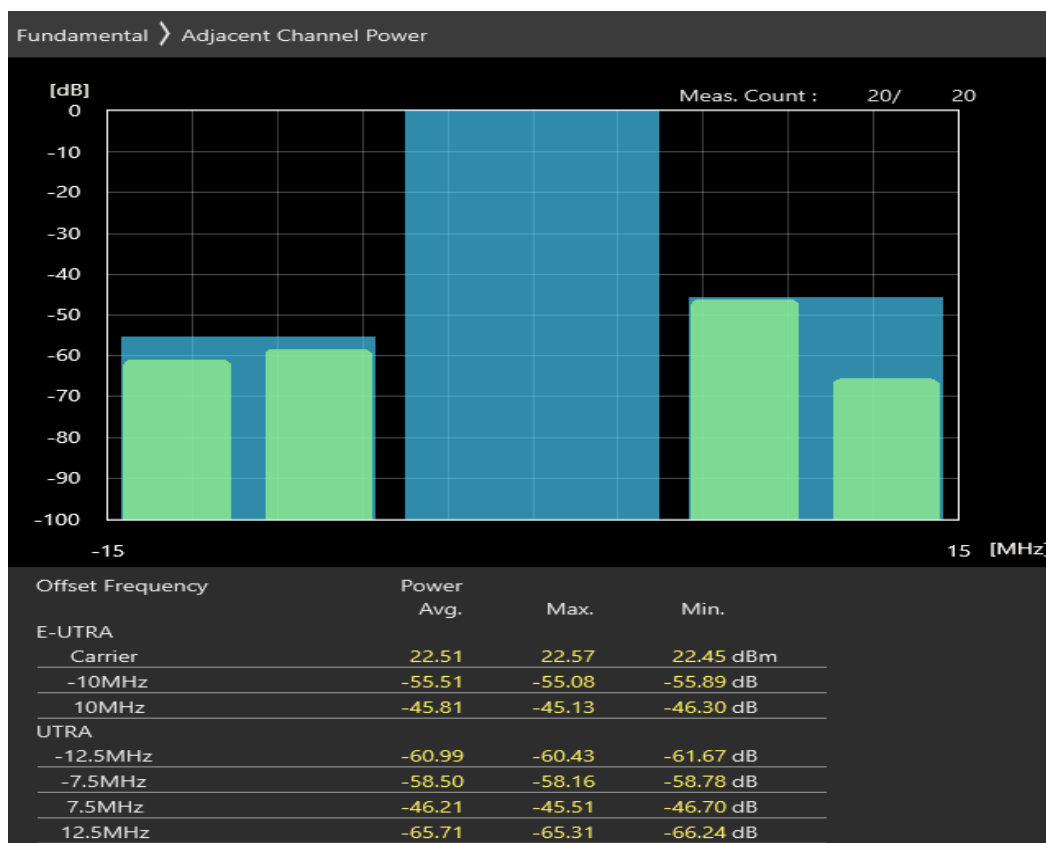 Fundamental 〉 Adjacent Channel Power
[dB]
Meas. Count : 20/ 20
0
-10
-20
-30
-40
-50
-60
-70
-80
-90
-100
-15 15 [MHz]
Offset Frequency Power
Avg. Max. Min.
E-UTRA
Carrier 22.51 22.57 22.45 dBm
-10MHz -55.51 -55.08 -55.89 dB
10MHz -45.81 -45.13 -46.30 dB
UTRA
-12.5MHz -60.99 -60.43 -61.67 dB
-7.5MHz -58.50 -58.16 -58.78 dB
7.5MHz -46.21 -45.51 -46.70 dB
12.5MHz -65.71 -65.31 -66.24 dB